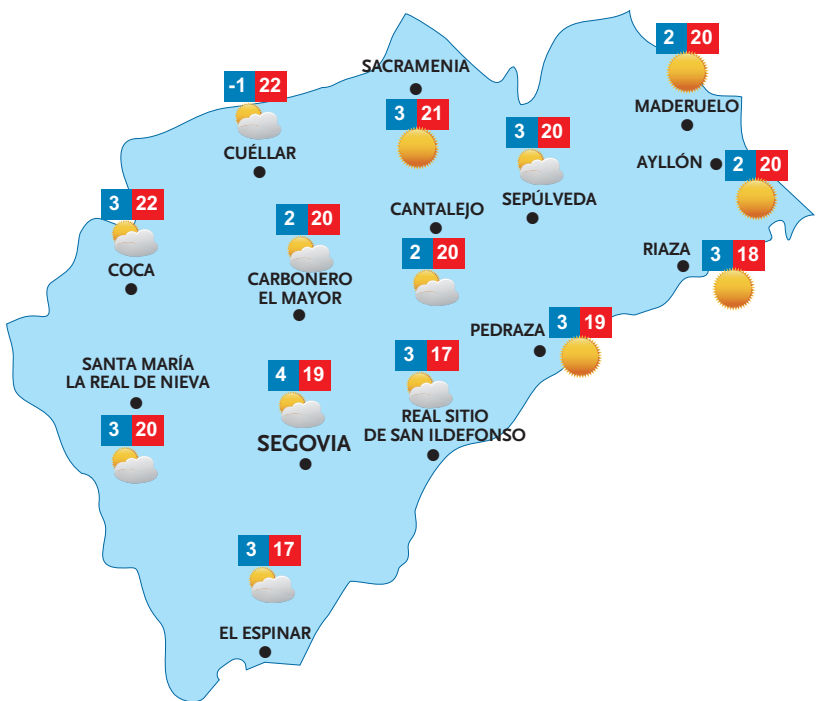 2 20
MADERUELO
SACRAMENIA
3 21
-1 22
CUÉLLAR
3 20
SEPÚLVEDA
AYLLÓN
2 20
3 22
COCA
2 20
CARBONERO
EL MAYOR
CANTALEJO
2 20
RIAZA
3 18
PEDRAZA
3 19
SANTA MARÍA
LA REAL DE NIEVA
3 20
4 19
SEGOVIA
3 17
REAL SITIO
DE SAN ILDEFONSO
3 17
EL ESPINAR